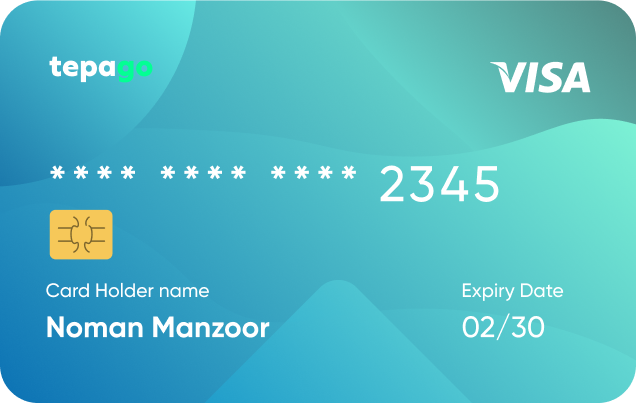 tepago
VISA
**** **** **** 2345
Card Holder name
Expiry Date
Noman Manzoor
02/30